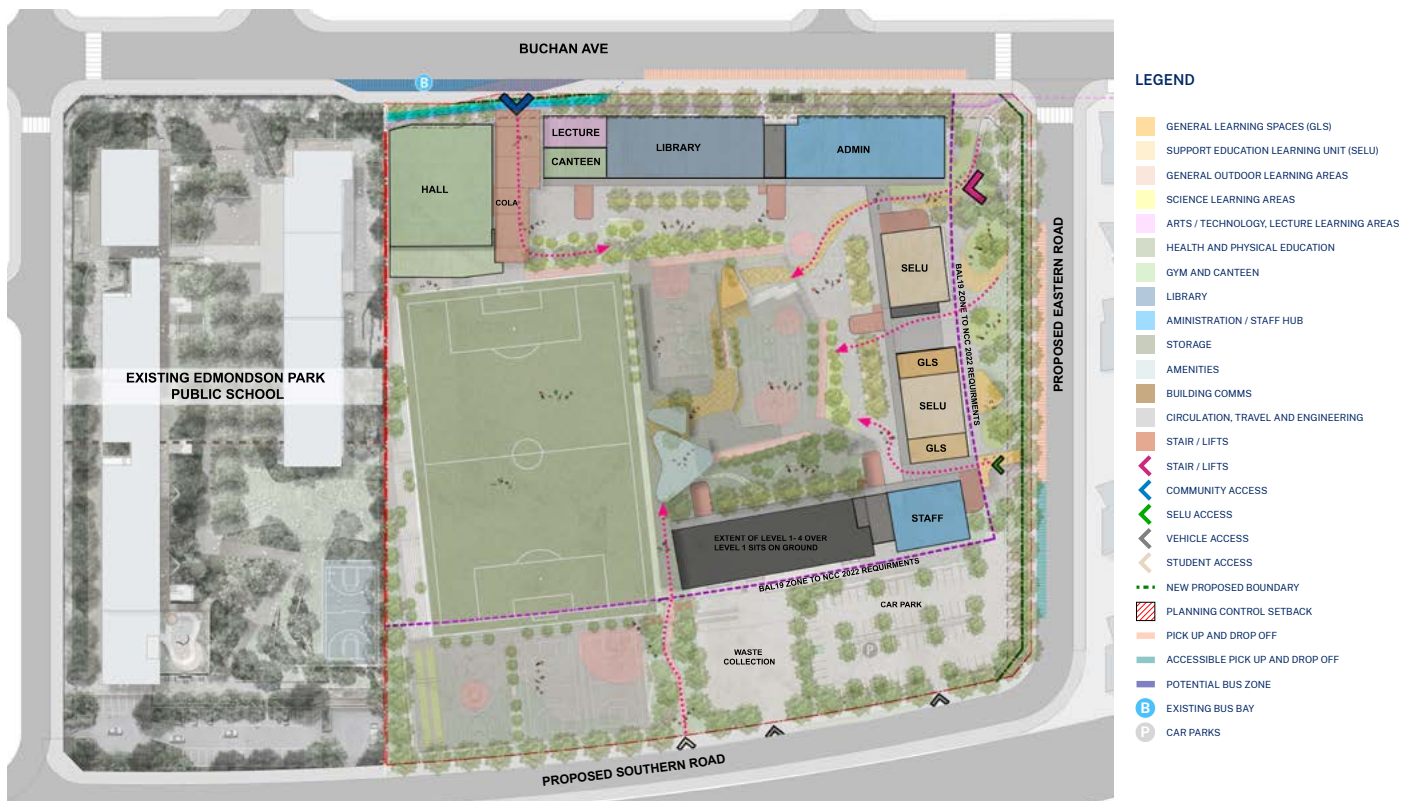 BUCHAN AVE
B
LECTURE
CANTEEN
LIBRARY
ADMIN
HALL
COLA
SELU
BAL19 ZONE TO NCC 2022 REQUIRMENTS
PROPOSED EASTERN ROAD
EXISTING EDMONDSON PARK
PUBLIC SCHOOL
GLS
SELU
GLS
STAFF
EXTENT OF LEVEL 1- 4 OVER
LEVEL 1 SITS ON GROUND
BAL19 ZONE TO NCC 2022 REQUIRMENTS
CAR PARK
WASTE
COLLECTION
P
PROPOSED SOUTHERN ROAD
LEGEND
GENERAL LEARNING SPACES (GLS)
SUPPORT EDUCATION LEARNING UNIT (SELU)
GENERAL OUTDOOR LEARNING AREAS
SCIENCE LEARNING AREAS
ARTS / TECHNOLOGY, LECTURE LEARNING AREAS
HEALTH AND PHYSICAL EDUCATION
GYM AND CANTEEN
LIBRARY
AMINISTRATION / STAFF HUB
STORAGE
AMENITIES
BUILDING COMMS
CIRCULATION, TRAVEL AND ENGINEERING
STAIR / LIFTS
STAIR / LIFTS
COMMUNITY ACCESS
SELU ACCESS
VEHICLE ACCESS
STUDENT ACCESS
NEW PROPOSED BOUNDARY
PLANNING CONTROL SETBACK
PICK UP AND DROP OFF
ACCESSIBLE PICK UP AND DROP OFF
POTENTIAL BUS ZONE
B EXISTING BUS BAY
P CAR PARKS